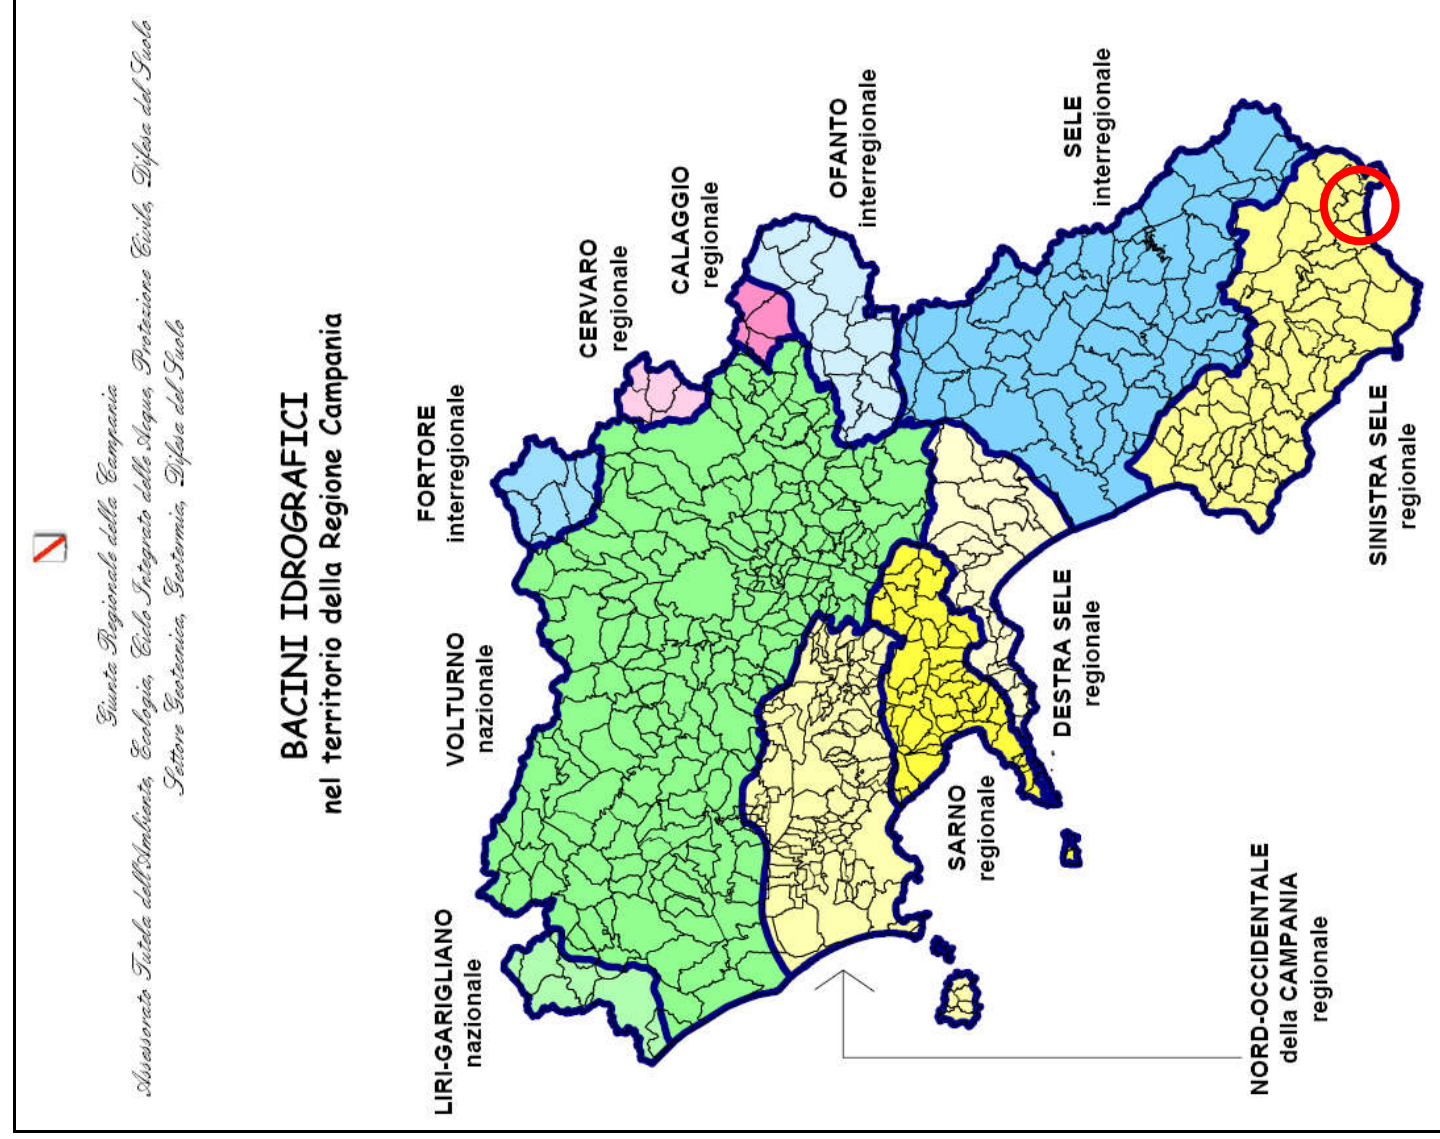 Giunta Regionale della Campania
Assessorato Tutela dell'Ambiente, Ecologia, Ciclo Integrato delle Acque, Protezione Civile, Difesa del Suolo
Settore Geotecnica, Geotermia, Difesa del Suolo
BACINI IDROGRAFICI
nel territorio della Regione Campania
LIRI-GARIGLIANO
nazionale
VOLTURNO
nazionale
FORTORE
interregionale
CERVARO
regionale
CALAGGIO
regionale
OFANTO
interregionale
SELE
interregionale
SARNO
regionale
DESTRA SELE
regionale
SINISTRA SELE
regionale
NORD-OCCIDENTALE
della CAMPANIA
regionale